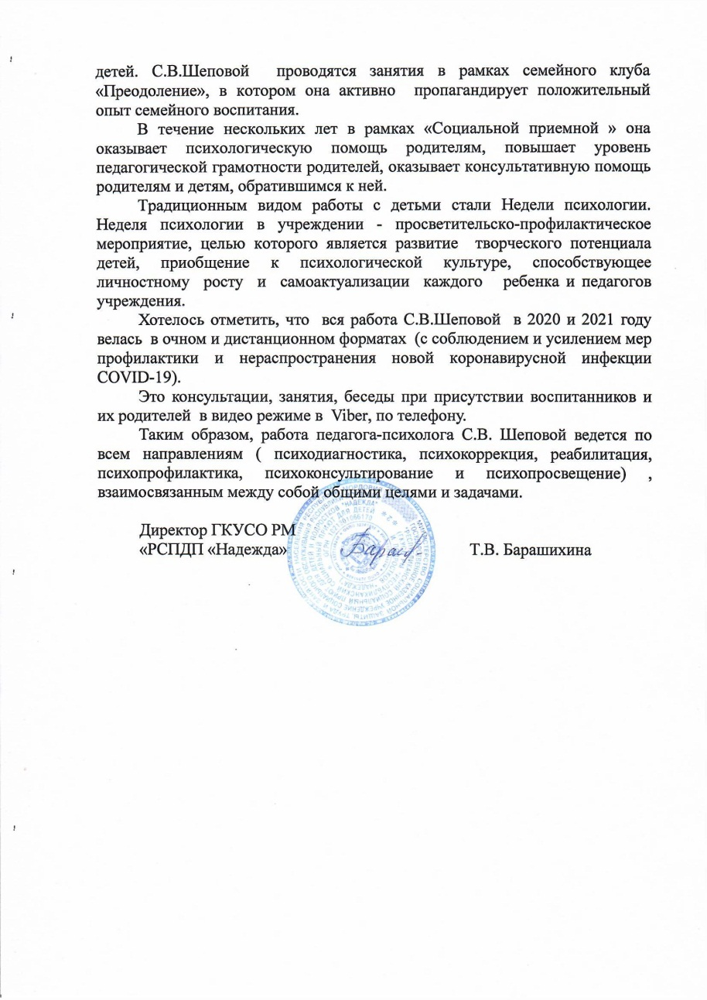 детей. С.В.Шеповой проводятся занятия в рамках семейного клуба
«Преодоление», в котором она активно пропагандирует положительный
опыт семейного воспитания.
В течение нескольких лет в рамках «Социальной приемной » она
оказывает психологическую помощь родителям, повышает уровень
педагогической грамотности родителей, оказывает консультативную помощь
родителям и детям, обратившимся к ней.
Традиционным видом работы с детьми стали Недели психологии.
Неделя психологии в учреждении - просветительско-профилактическое
мероприятие, целью которого является развитие творческого потенциала
детей, приобщение к психологической культуре, способствующее
личностному росту и самоактуализации каждого ребенка и педагогов
учреждения.
Хотелось отметить, что вся работа С.В.Шеповой в 2020 и 2021 году
велась в очном и дистанционном форматах (с соблюдением и усилением мер
профилактики и нераспространения новой коронавирусной инфекции
COVID-19).
Это консультации, занятия, беседы при присутствии воспитанников и
их родителей в видео режиме в Viber, по телефону.
Таким образом, работа педагога-психолога С.В. Шеповой ведется по
всем направлениям ( психодиагностика, психокоррекция, реабилитация,
психопрофилактика, психоконсультирование и психопросвещение) ,
взаимосвязанным между собой общими целями и задачами.
Директор ГКУСО РМ
«РСПДП «Надежда» Т.В. Барашихина